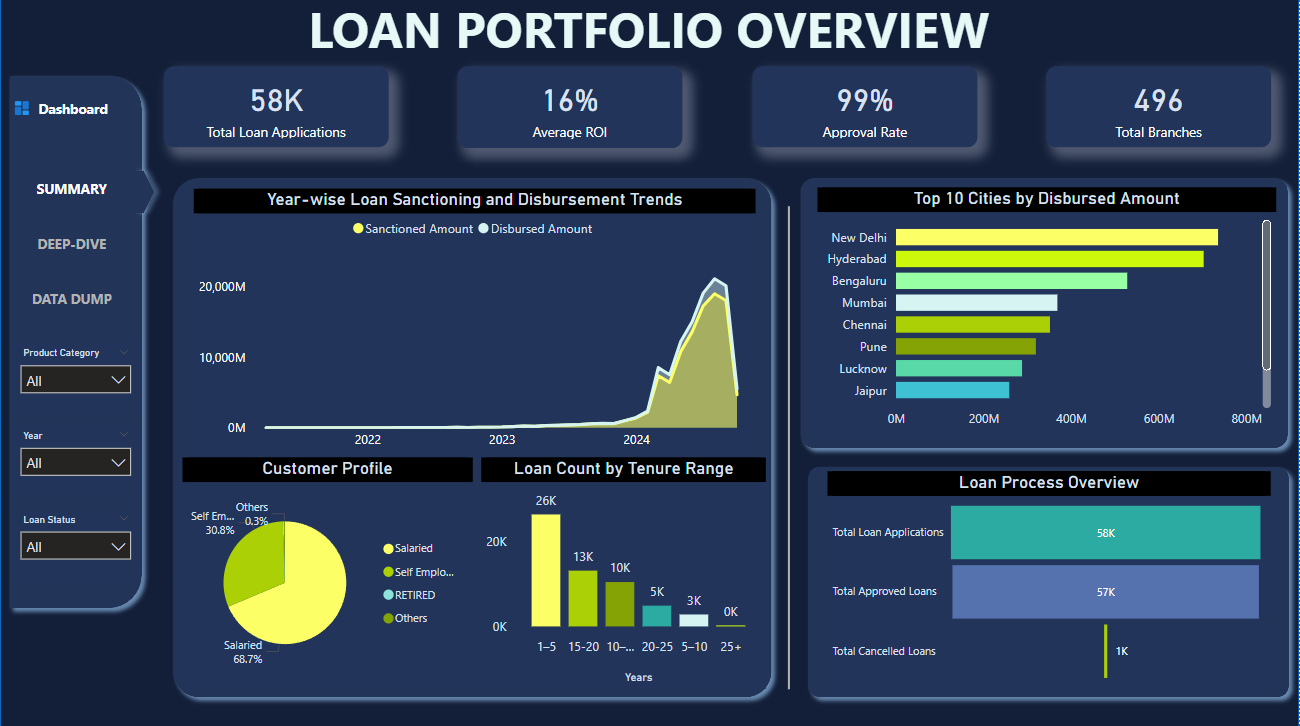 LOAN PORTFOLIO OVERVIEW
Dashboard
SUMMARY
DEEP-DIVE
DATA DUMP
Product Category
All
Year
All
Loan Status
All
58K
Total Loan Applications
16%
Average ROI
99%
Approval Rate
496
Total Branches
Year-wise Loan Sanctioning and Disbursement Trends
Sanctioned Amount Disbursed Amount
20,000M
10,000M
0M
2022 2023 2024
Customer Profile
Others
0.3%
Self Em...
30.8%
Salaried
68.7%
Salaried
Self Emplo...
RETIRED
Others
Loan Count by Tenure Range
26K
20K
13K
10K
5K
3K
0K
0K
1–5 15-20 10–... 20-25 5–10 25+
Years
Top 10 Cities by Disbursed Amount
New Delhi
Hyderabad
Bengaluru
Mumbai
Chennai
Pune
Lucknow
Jaipur
0M 200M 400M 600M 800M
Loan Process Overview
Total Loan Applications 58K
Total Approved Loans 57K
Total Cancelled Loans 1K